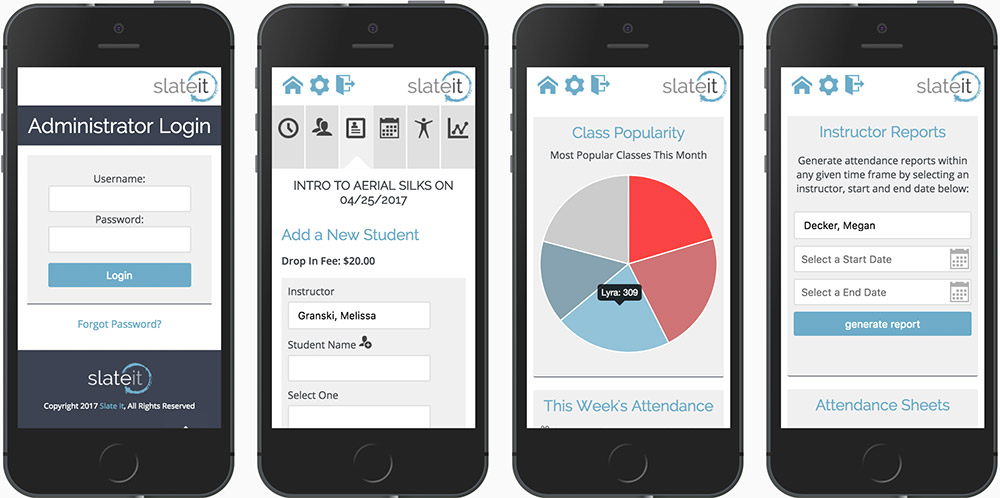 slateit
Administrator Login
Username:
Password:
Login
Forgot Password?
slateit
Copyright 2017 Slate It, All Rights Reserved
slateit
INTRO TO AERIAL SILKS ON
04/25/2017
Add a New Student
Drop In Fee: $20.00
Instructor
Granski, Melissa
Student Name
Select One
slateit
Class Popularity
Most Popular Classes This Month
Lyra: 309
This Week's Attendance
slateit
Instructor Reports
Generate attendance reports within
any given time frame by selecting an
instructor, start and end date below:
Decker, Megan
Select a Start Date
Select a End Date
generate report
Attendance Sheets